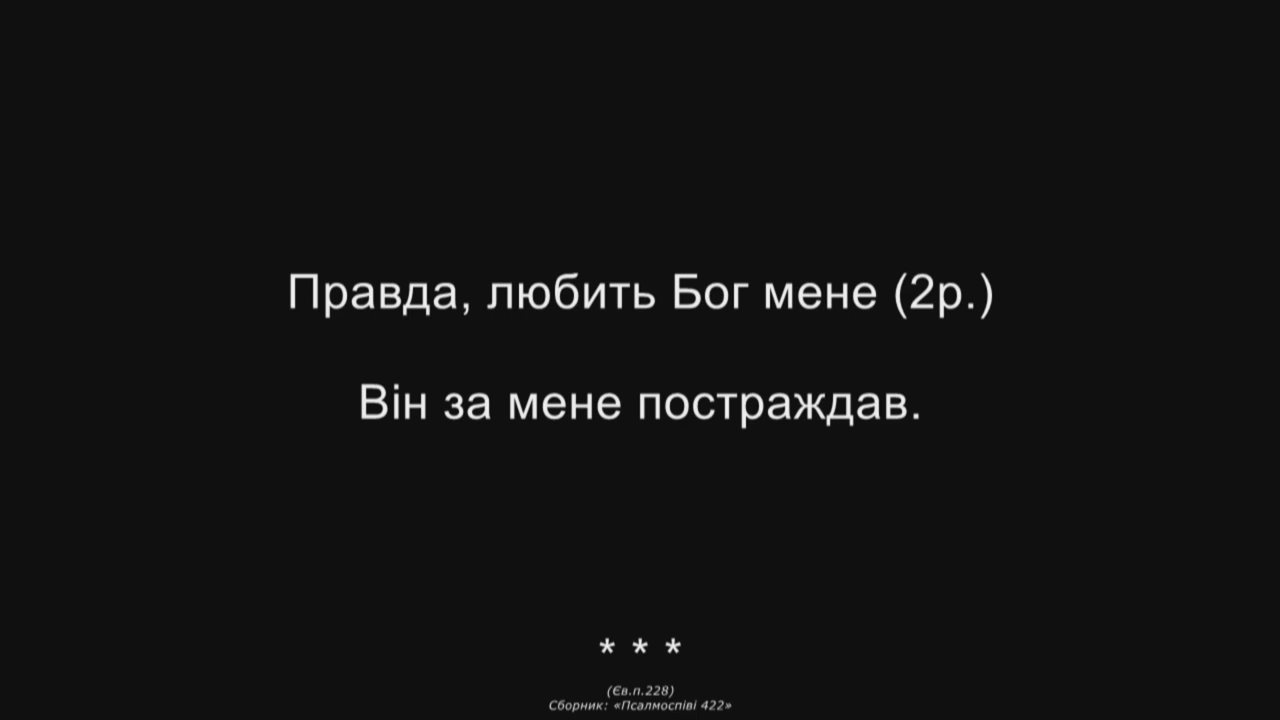 Правда, любить Бог мене (2р.)
Він за мене постраждав.
* * *
(Єв.п.228)
Сборник: «Псалмоспіві 422»